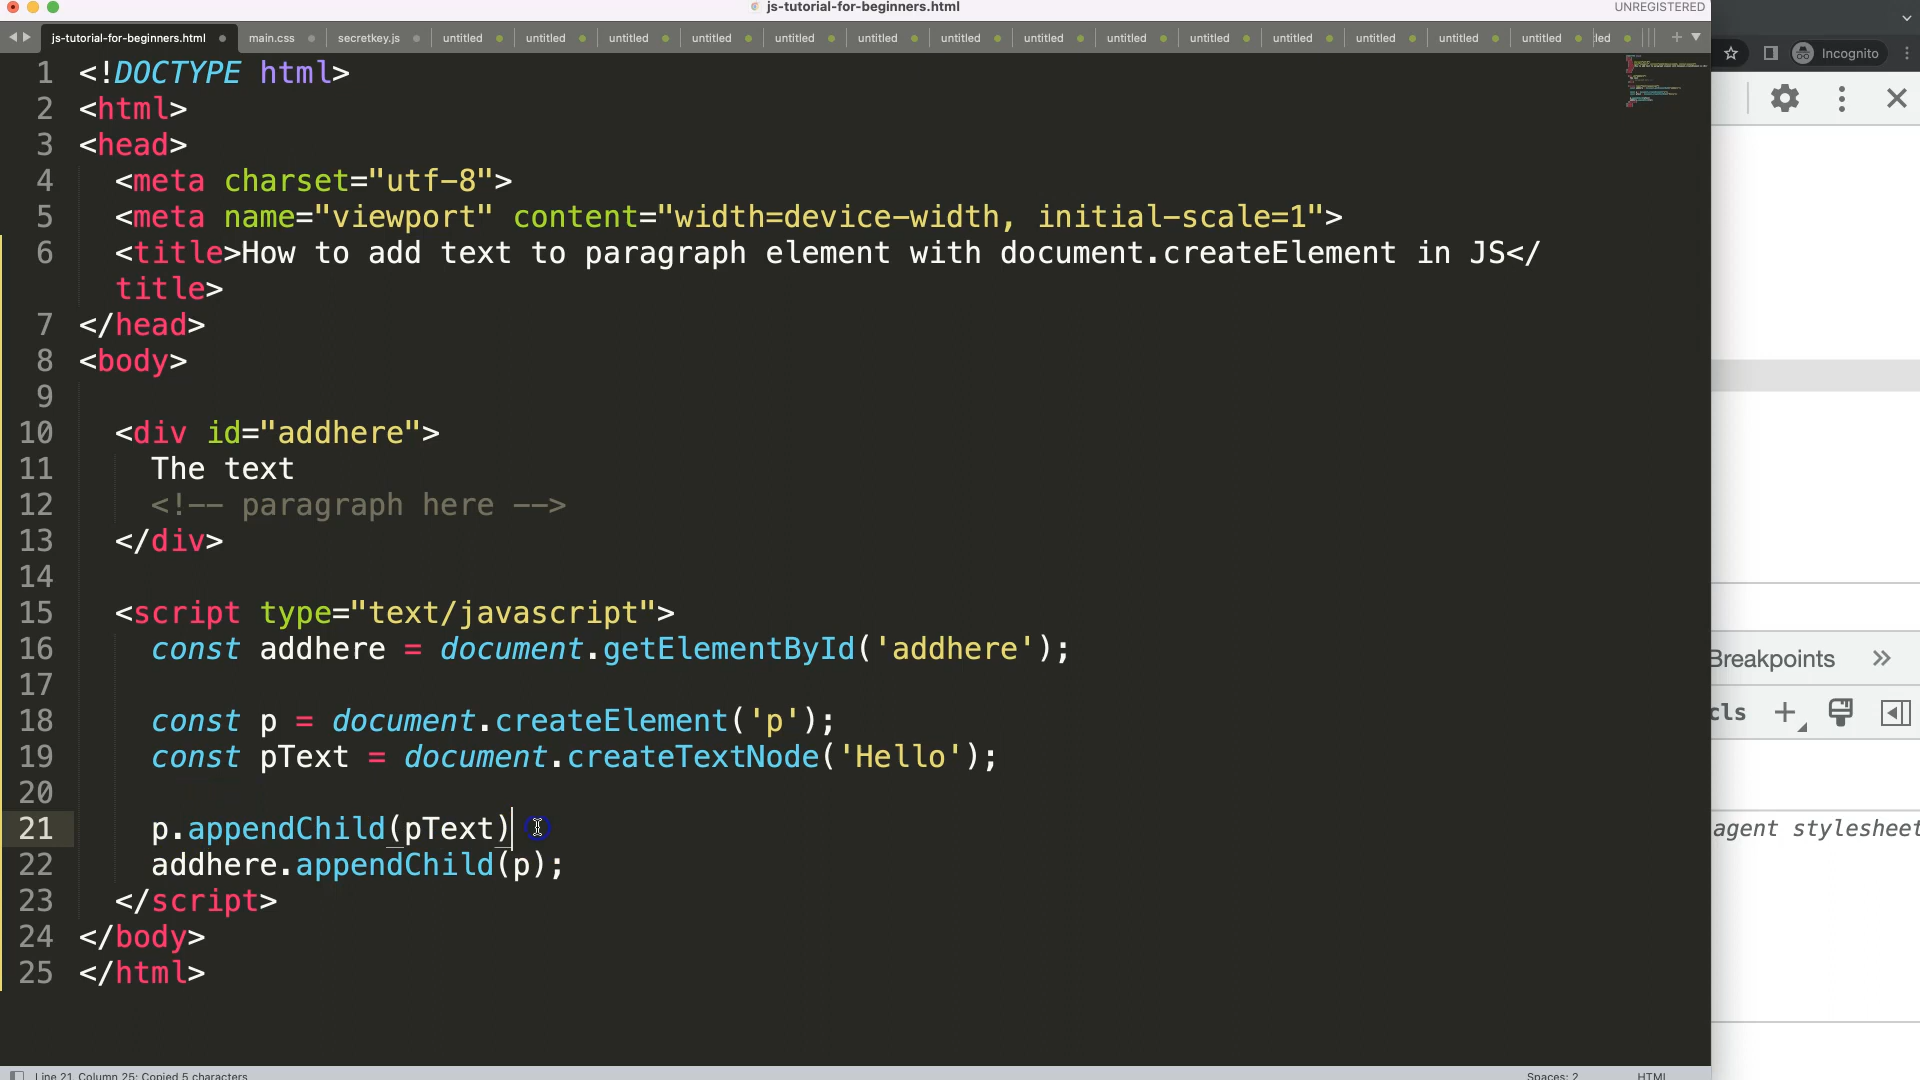 js-tutorial-for-beginners.html
UNREGISTERED
js-tutorial-for-beginners.html main.css secretkey.js untitled untitled untitled untitled untitled untitled untitled untitled untitled untitled untitled untitled untitled untitled led
Incognito
1 <!DOCTYPE html>
2 <html>
3 <head>
4 <meta charset="utf-8">
5 <meta name="viewport" content="width=device-width, initial-scale=1">
6 <title>How to add text to paragraph element with document.createElement in JS</
title>
7 </head>
8 <body>
9
10 <div id="addhere">
11 The text
12 <!-- paragraph here -->
13 </div>
14
15 <script type="text/javascript">
16 const addhere = document.getElementById('addhere');
17
18 const p = document.createElement('p');
19 const pText = document.createTextNode('Hello');
20
21 p.appendChild(pText)
22 addhere.appendChild(p);
23 </script>
24 </body>
25 </html>
Breakpoints
cls
agent stylesheet
Line 21, Column 25; Copied 5 characters
Spaces: 2
HTML